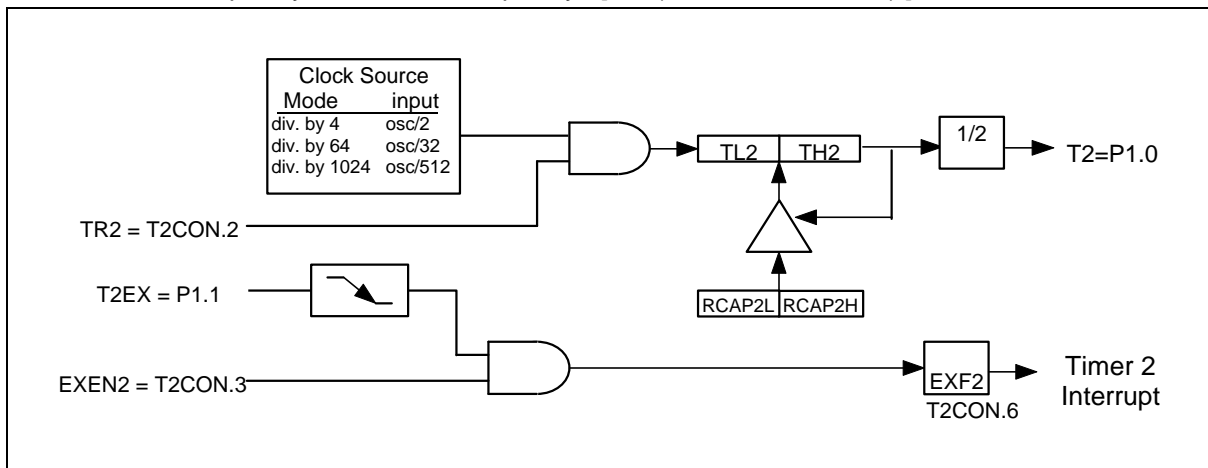 Clock Source
Mode input
div. by 4 osc/2
div. by 64 osc/32
div. by 1024 osc/512
TL2 TH2
1/2
T2=P1.0
TR2 = T2CON.2
T2EX = P1.1
RCAP2L RCAP2H
EXEN2 = T2CON.3
EXF2
T2CON.6
Timer 2
Interrupt